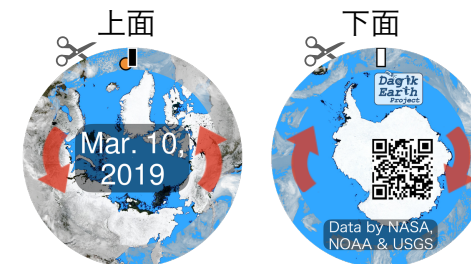 上面
下面
Mar. 10,
2019
Dagik
Earth
Project
Data by NASA,
NOAA & USGS